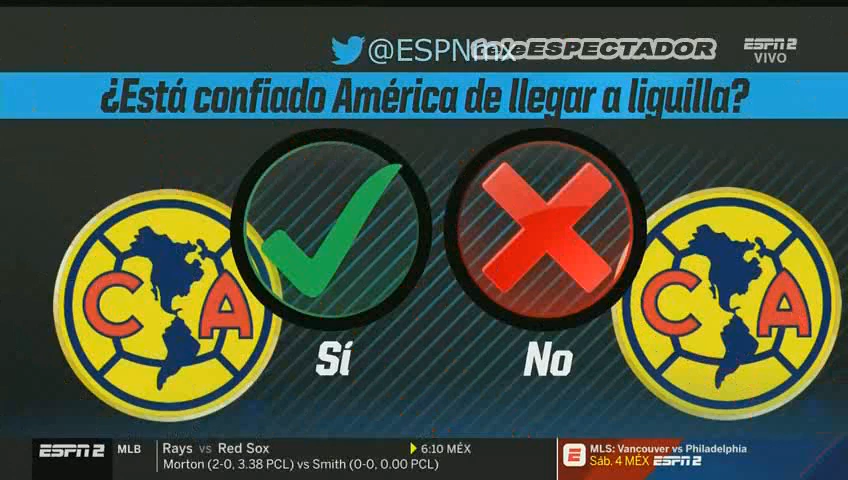 @ESPNmx
teleESPECTADOR
ESPN 2
VIVO
¿Está confiado América de llegar a liguilla?
C A
C A
Sí
No
ESPN 2 MLB Rays vs Red Sox 6:10 MÉX
Morton (2-0, 3.38 PCL) vs Smith (0-0, 0.00 PCL)
E MLS: Vancouver vs Philadelphia
Sáb. 4 MÉX ESPN 2